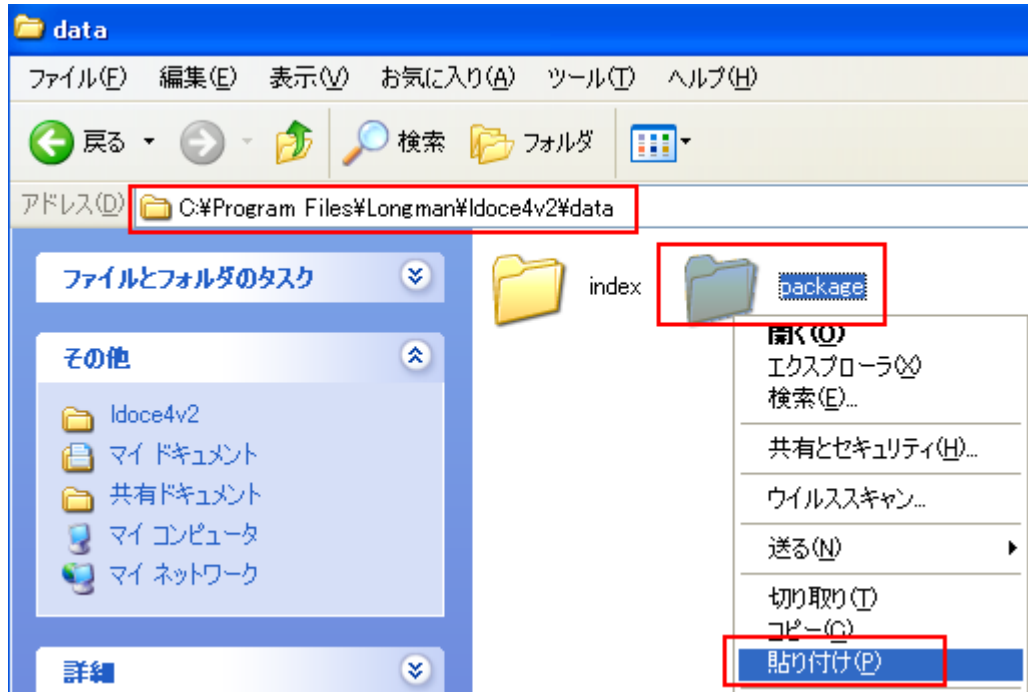 data
ファイル(F) 編集(E) 表示(V) お気に入り(A) ツール(T) ヘルプ(H)
戻る 検索 フォルダ
アドレス(D) C:¥Program Files¥Longman¥ldoce4v2¥data
ファイルとフォルダのタスク
index
package
その他
ldoce4v2
マイ ドキュメント
共有ドキュメント
マイ コンピュータ
マイ ネットワーク
詳細
開く(O)
エクスプローラ(X)
検索(E)...
共有とセキュリティ(H)...
ウイルススキャン...
送る(N)
切り取り(T)
コピー(C)
貼り付け(P)